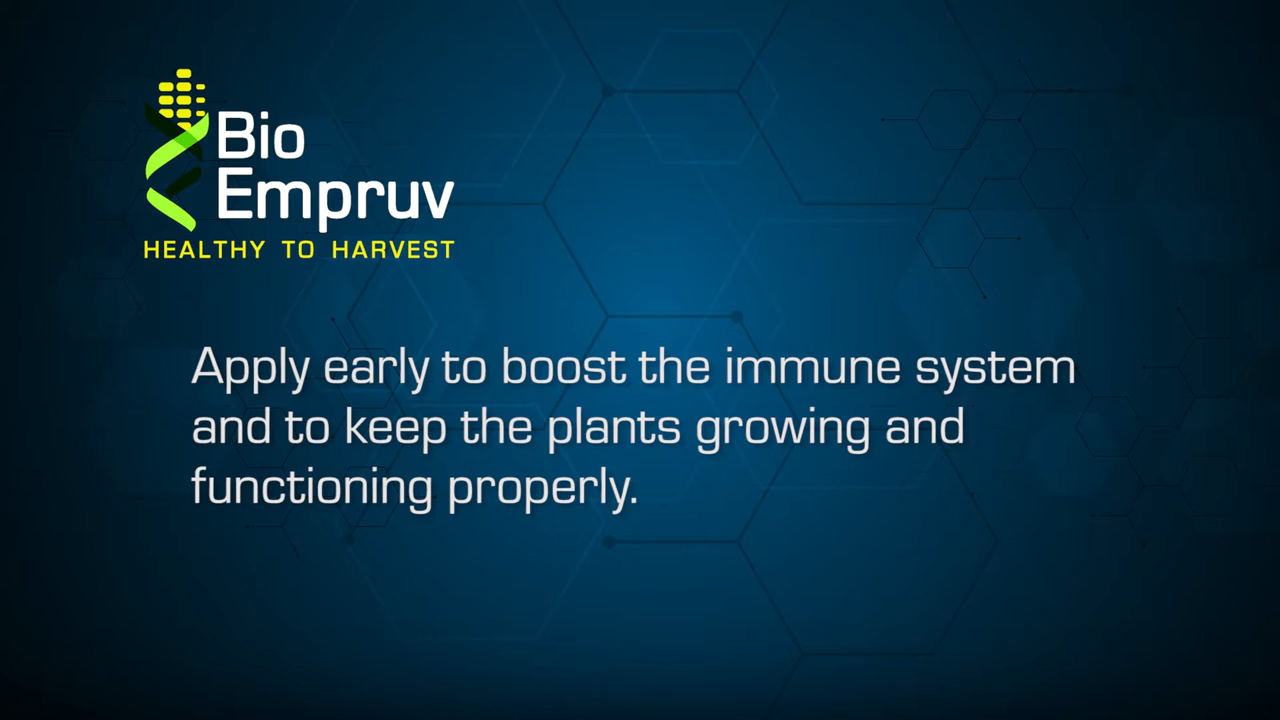 Bio
Empruv
HEALTHY TO HARVEST
Apply early to boost the immune system
and to keep the plants growing and
functioning properly.